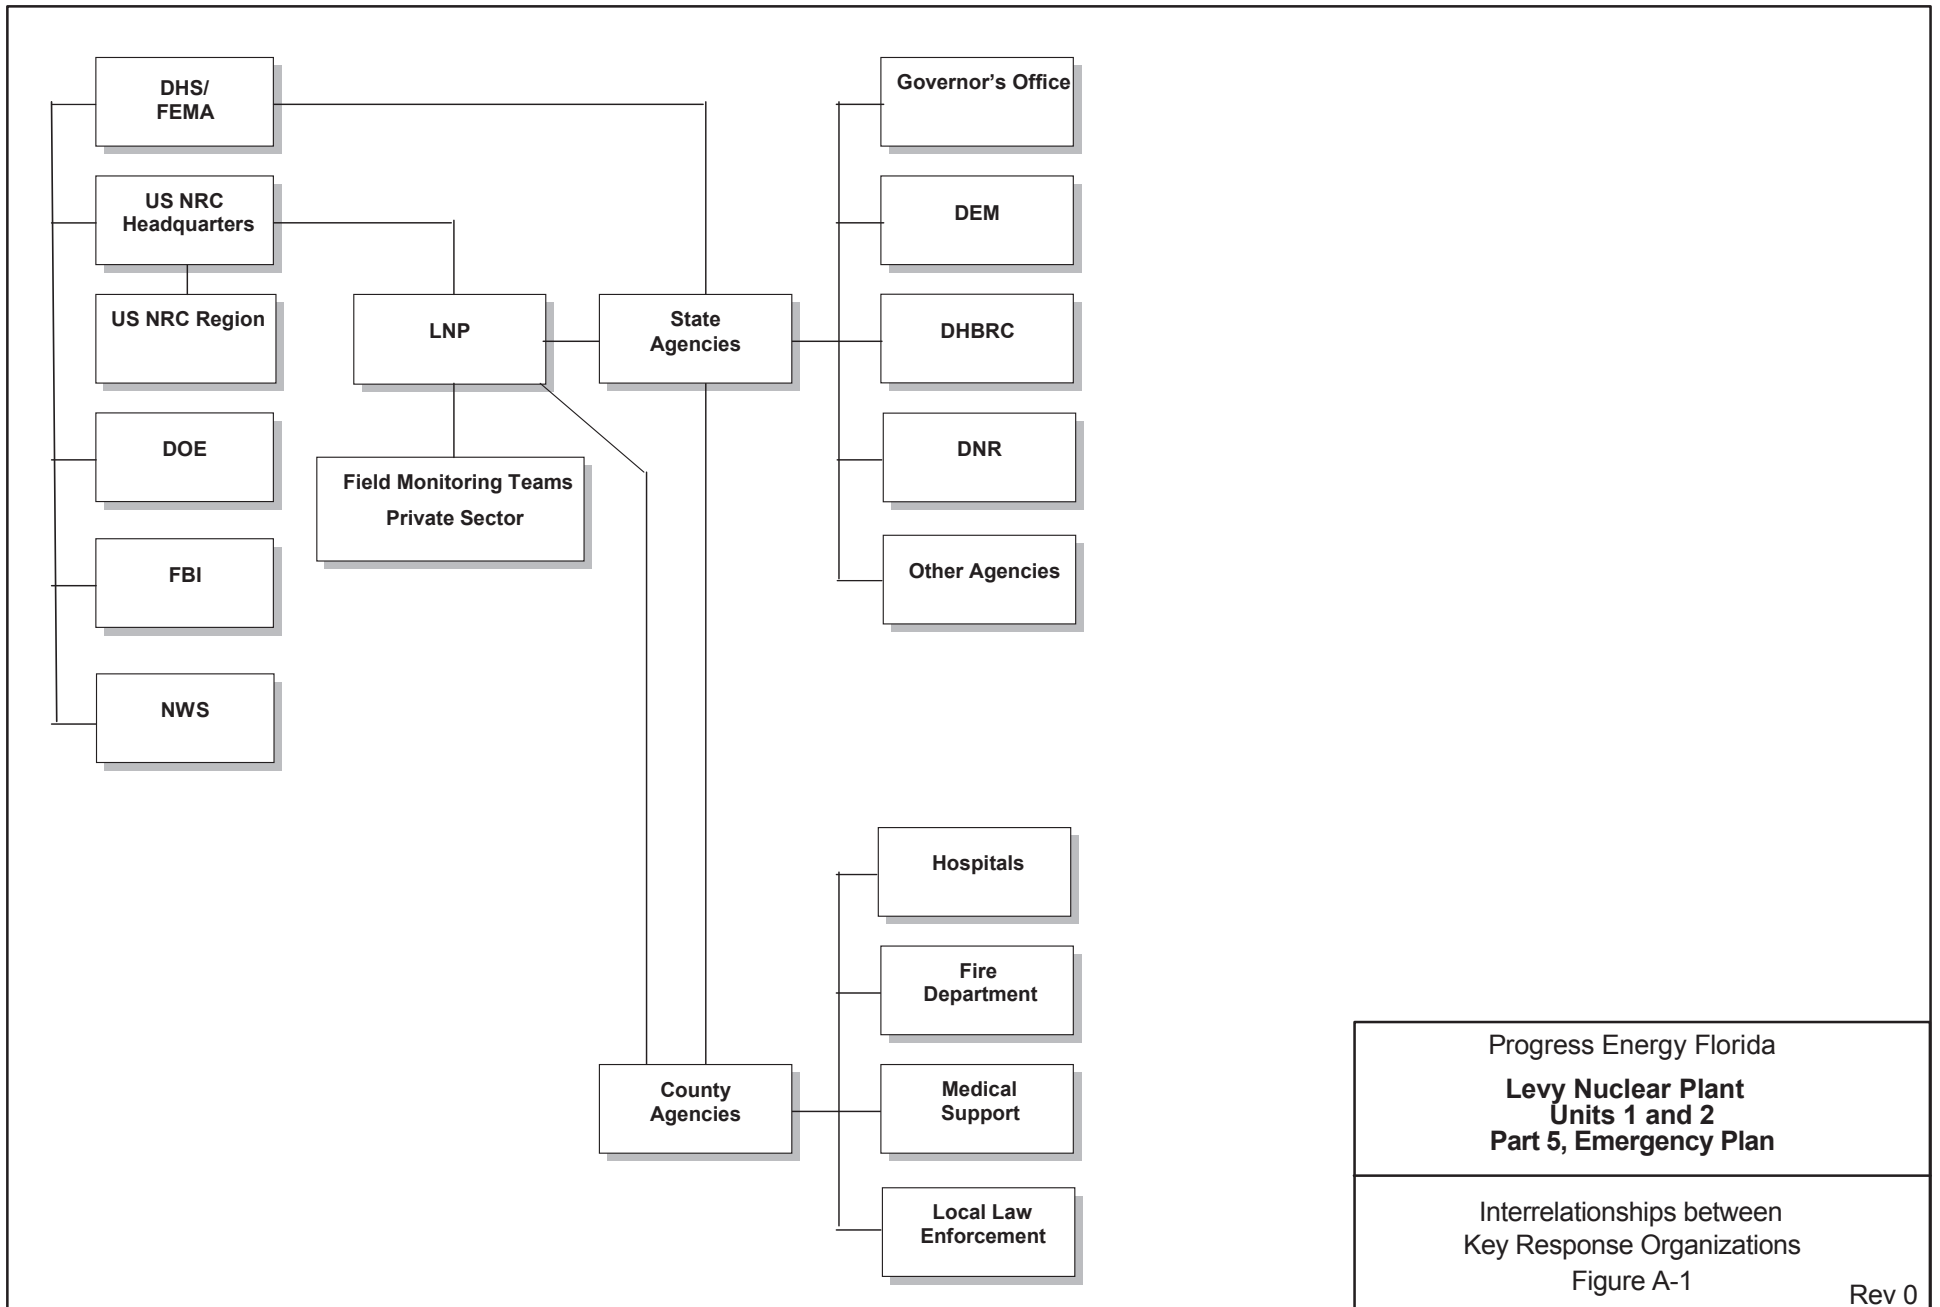 DHS/
FEMA
US NRC
Headquarters
US NRC Region
DOE
FBI
NWS
LNP
Field Monitoring Teams
Private Sector
State
Agencies
Governor’s Office
DEM
DHBRC
DNR
Other Agencies
County
Agencies
Hospitals
Fire
Department
Medical
Support
Local Law
Enforcement
Progress Energy Florida
Levy Nuclear Plant
Units 1 and 2
Part 5, Emergency Plan
Interrelationships between
Key Response Organizations
Figure A-1
Rev 0